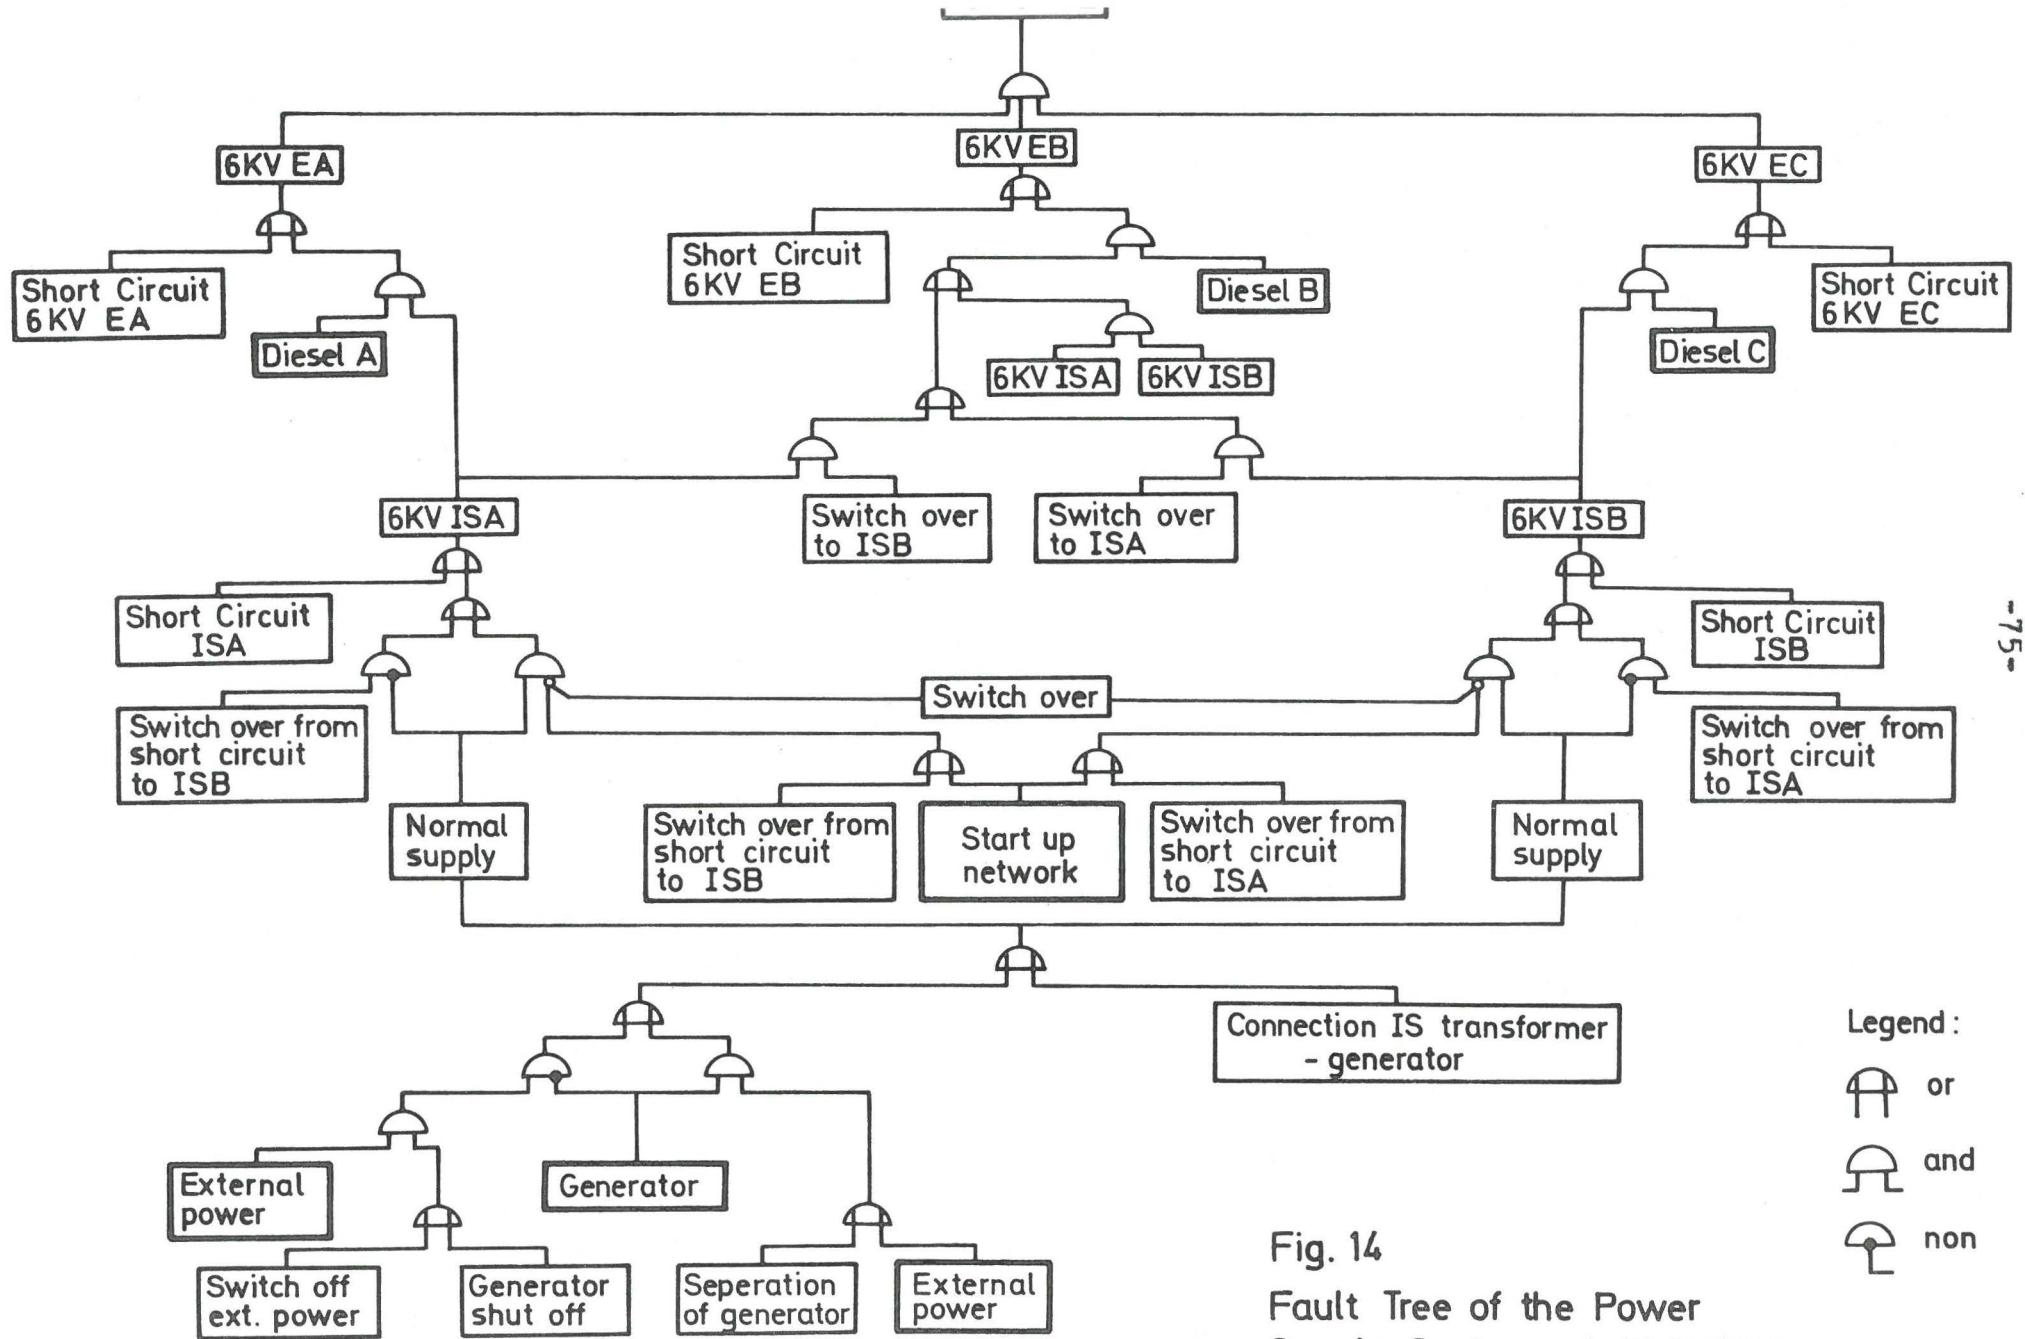 6KV EA
6KV EB
6KV EC
Short Circuit
6KV EA
Diesel A
Short Circuit
6KV EB
Diesel B
6KV ISA
6KV ISB
Diesel C
Short Circuit
6KV EC
6KV ISA
Switch over
to ISB
Switch over
to ISA
6KV ISB
Short Circuit
ISA
Short Circuit
ISB
-75-
Switch over from
short circuit
to ISB
Switch over
Switch over from
short circuit
to ISA
Normal
supply
Switch over from
short circuit
to ISB
Start up
network
Switch over from
short circuit
to ISA
Normal
supply
Connection IS transformer
- generator
External
power
Generator
Switch off
ext. power
Generator
shut off
Seperation
of generator
External
power
Legend:
or
and
non
Fig. 14
Fault Tree of the Power